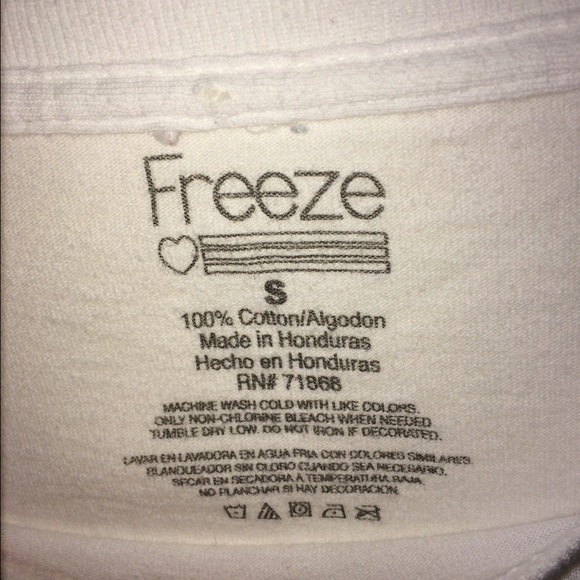 Freeze
S
100% Cotton/Algodon
Made in Honduras
Hecho en Honduras
RN# 71868
MACHINE WASH COLD WITH LIKE COLORS.
ONLY NON-CHLORINE BLEACH WHEN NEEDED
TUMBLE DRY LOW. DO NOT IRON IF DECORATED.
LAVAR EN LAVADORA EN AGUA FRIA CON COLORES SIMILARES.
BLANQUEADOR SIN CLORO CUANDO SEA NECESARIO.
SECAR EN SECADORA A TEMPERATURA BAJA.
NO PLANCHAR SI HAY DECORACION.